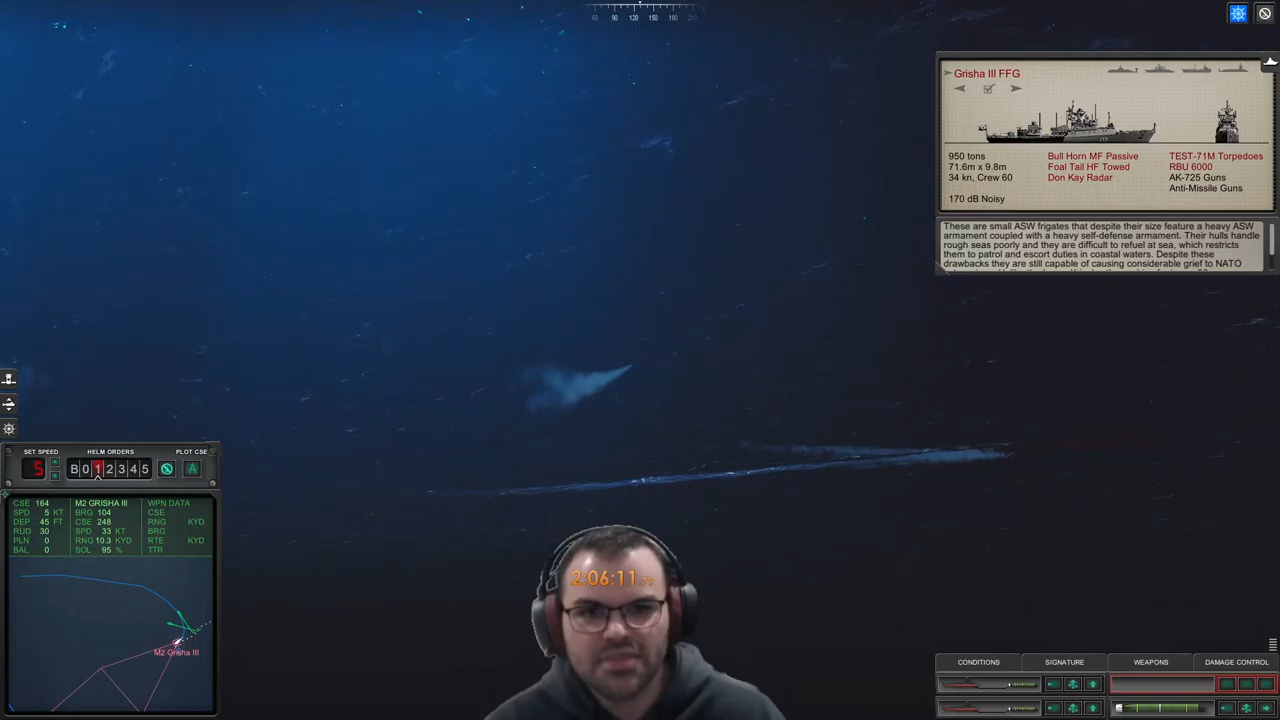 60 90 120 150 180 210
Grisha III FFG
950 tons
71.6m x 9.8m
34 kn, Crew 60
170 dB Noisy
Bull Horn MF Passive
Foal Tail HF Towed
Don Kay Radar
TEST-71M Torpedoes
RBU 6000
AK-725 Guns
Anti-Missile Guns
These are small ASW frigates that despite their size feature a heavy ASW
armament coupled with a heavy self-defense armament. Their hulls handle
rough seas poorly and they are difficult to refuel at sea, which restricts
them to patrol and escort duties in coastal waters. Despite these
drawbacks they are still capable of causing considerable grief to NATO
SET SPEED HELM ORDERS PLOT CSE
5 B 0 1 2 3 4 5 A
CSE 164 M2 GRISHA III WPN DATA
SPD 5 KT BRG 104 CSE
DEP 45 FT CSE 248 RNG KYD
RUD 30 SPD 33 KT BRG
PLN 0 RNG 10.3 KYD RTE KYD
BAL 0 SOL 95 % TTR
M2 Grisha III
2:06:11.79
CONDITIONS SIGNATURE WEAPONS DAMAGE CONTROL